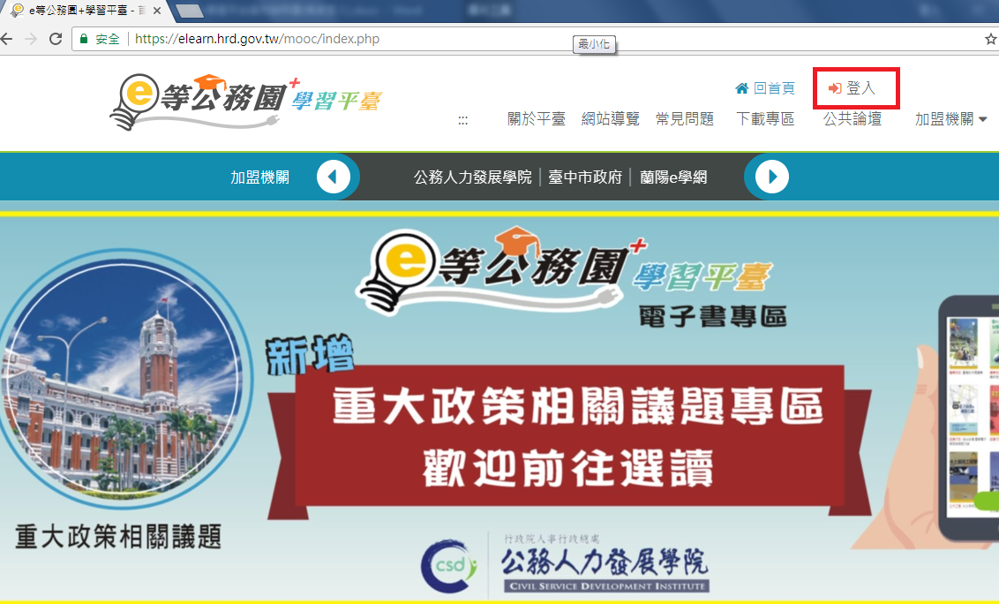 e等公務園+學習平臺 - 首
安全 https://elearn.hrd.gov.tw/mooc/index.php
最小化
e等公務園+學習平臺
回首頁 登入
::: 關於平臺 網站導覽 常見問題 下載專區 公共論壇 加盟機關
加盟機關 公務人力發展學院 臺中市政府 蘭陽e學網
e等公務園+學習平臺
電子書專區
新增
重大政策相關議題專區
歡迎前往選讀
重大政策相關議題
行政院人事行政總處
csd
公務人力發展學院
CIVIL SERVICE DEVELOPMENT INSTITUTE